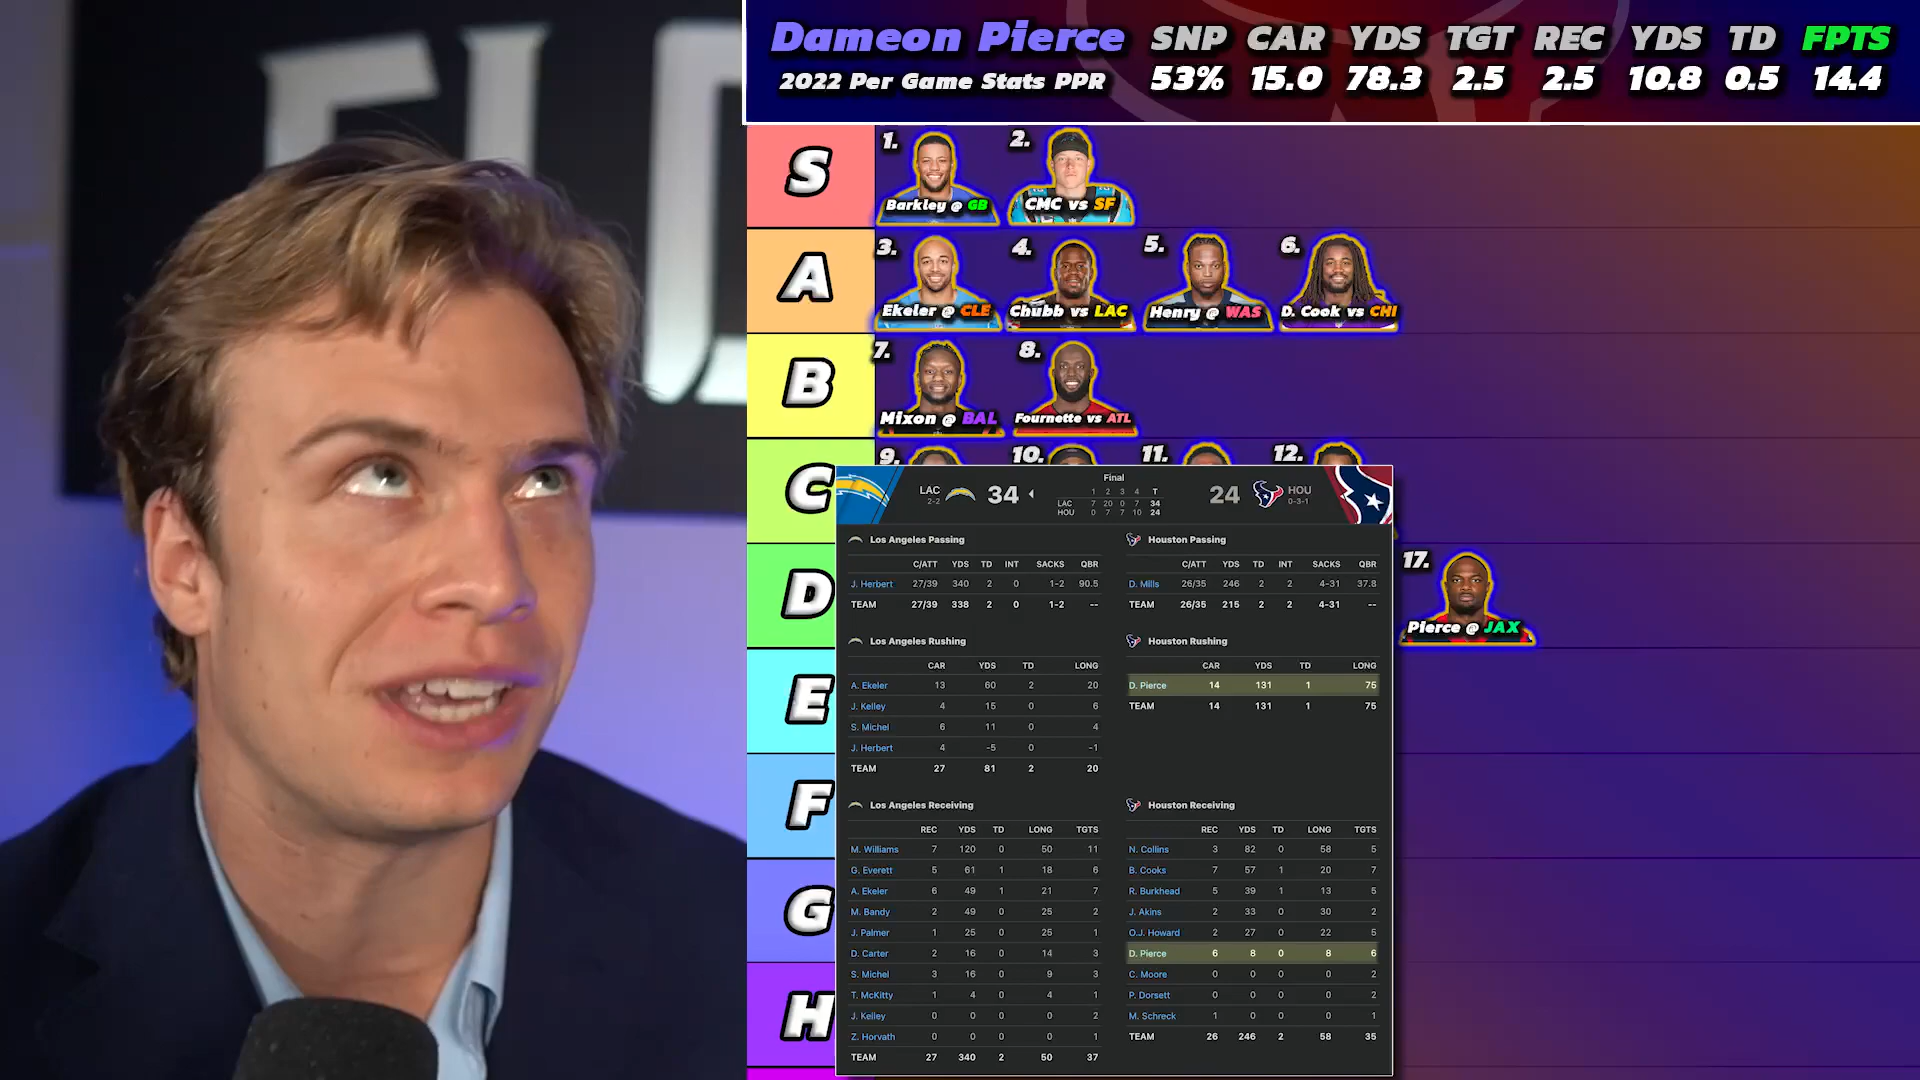 Dameon Pierce SNP CAR YDS TGT REC YDS TD FPTS
2022 Per Game Stats PPR 53% 15.0 78.3 2.5 2.5 10.8 0.5 14.4
S
1.
Barkley @ GB
2.
CMC vs SF
A
3.
Ekeler @ CLE
4.
Chubb vs LAC
5.
Henry @ WAS
6.
D. Cook vs CHI
B
7.
Mixon @ BAL
8.
Fournette vs ATL
C
9.
10.
11.
12.
D
17.
Pierce @ JAX
E
F
G
H
Final
LAC 34 24 HOU
2-2 0-3-1
1 2 3 4 T
LAC 7 20 0 7 34
HOU 0 7 7 10 24
Los Angeles Passing
C/ATT YDS TD INT SACKS QBR
J. Herbert 27/39 340 2 0 1-2 90.5
TEAM 27/39 338 2 0 1-2 --
Houston Passing
C/ATT YDS TD INT SACKS QBR
D. Mills 26/35 246 2 2 4-31 37.8
TEAM 26/35 215 2 2 4-31 --
Los Angeles Rushing
CAR YDS TD LONG
A. Ekeler 13 60 2 20
J. Kelley 4 15 0 6
S. Michel 6 11 0 4
J. Herbert 4 -5 0 -1
TEAM 27 81 2 20
Houston Rushing
CAR YDS TD LONG
D. Pierce 14 131 1 75
TEAM 14 131 1 75
Los Angeles Receiving
REC YDS TD LONG TGTS
M. Williams 7 120 0 50 11
G. Everett 5 61 1 18 6
A. Ekeler 6 49 1 21 7
M. Bandy 2 49 0 25 2
J. Palmer 1 25 0 25 1
D. Carter 2 16 0 14 3
S. Michel 3 16 0 9 3
T. McKitty 1 4 0 4 1
J. Kelley 0 0 0 0 2
Z. Horvath 0 0 0 0 1
TEAM 27 340 2 50 37
Houston Receiving
REC YDS TD LONG TGTS
N. Collins 3 82 0 58 5
B. Cooks 7 57 1 20 7
R. Burkhead 5 39 1 13 5
J. Akins 2 33 0 30 2
O.J. Howard 2 27 0 22 5
D. Pierce 6 8 0 8 6
C. Moore 0 0 0 0 2
P. Dorsett 0 0 0 0 2
M. Schreck 1 0 0 0 1
TEAM 26 246 2 58 35